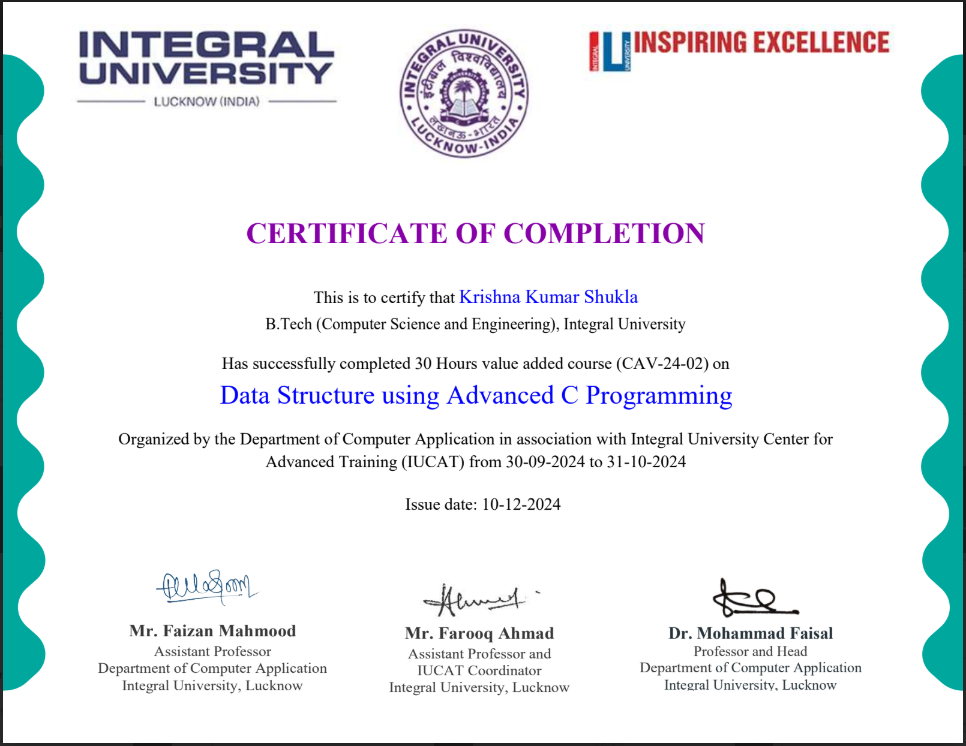 INTEGRAL
UNIVERSITY
LUCKNOW (INDIA)
INTEGRAL UNIVERSITY
इंटीग्रल विश्वविद्यालय
लखनऊ-भारत
LUCKNOW-INDIA
INTEGRAL
UNIVERSITY
INSPIRING EXCELLENCE
CERTIFICATE OF COMPLETION
This is to certify that Krishna Kumar Shukla
B.Tech (Computer Science and Engineering), Integral University
Has successfully completed 30 Hours value added course (CAV-24-02) on
Data Structure using Advanced C Programming
Organized by the Department of Computer Application in association with Integral University Center for
Advanced Training (IUCAT) from 30-09-2024 to 31-10-2024
Issue date: 10-12-2024
Mr. Faizan Mahmood
Assistant Professor
Department of Computer Application
Integral University, Lucknow
Mr. Farooq Ahmad
Assistant Professor and
IUCAT Coordinator
Integral University, Lucknow
Dr. Mohammad Faisal
Professor and Head
Department of Computer Application
Integral University, Lucknow